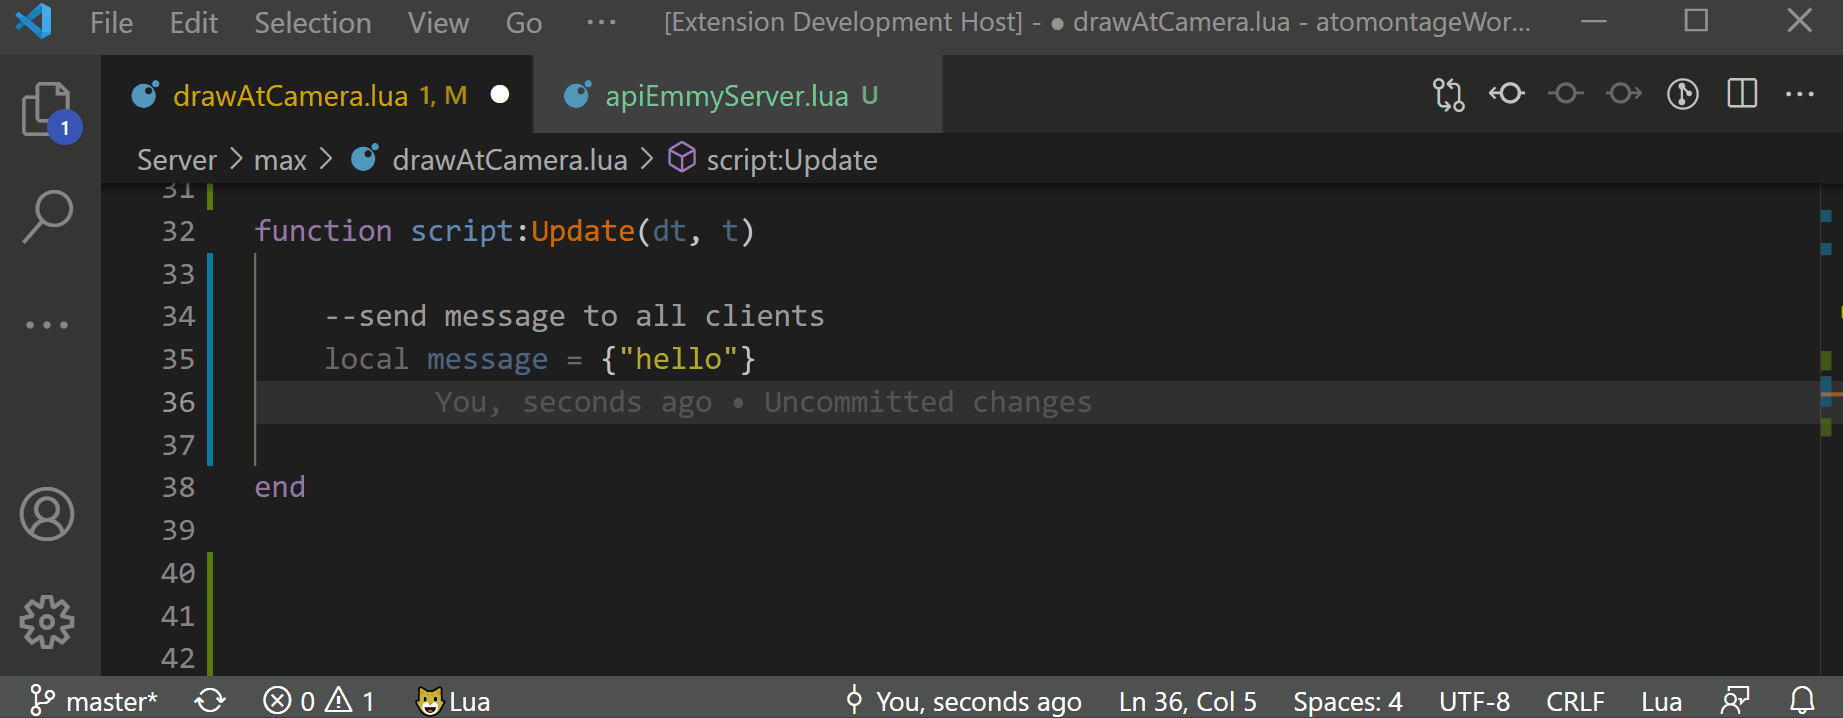 File Edit Selection View Go ··· [Extension Development Host] - ● drawAtCamera.lua - atomontageWor...
drawAtCamera.lua 1, M ● apiEmmyServer.lua U
1
Server > max > drawAtCamera.lua > script:Update
31
32 function script:Update(dt, t)
33
34 --send message to all clients
35 local message = {"hello"}
36 You, seconds ago • Uncommitted changes
37
38 end
39
40
41
42
master* 0 1 Lua You, seconds ago Ln 36, Col 5 Spaces: 4 UTF-8 CRLF Lua